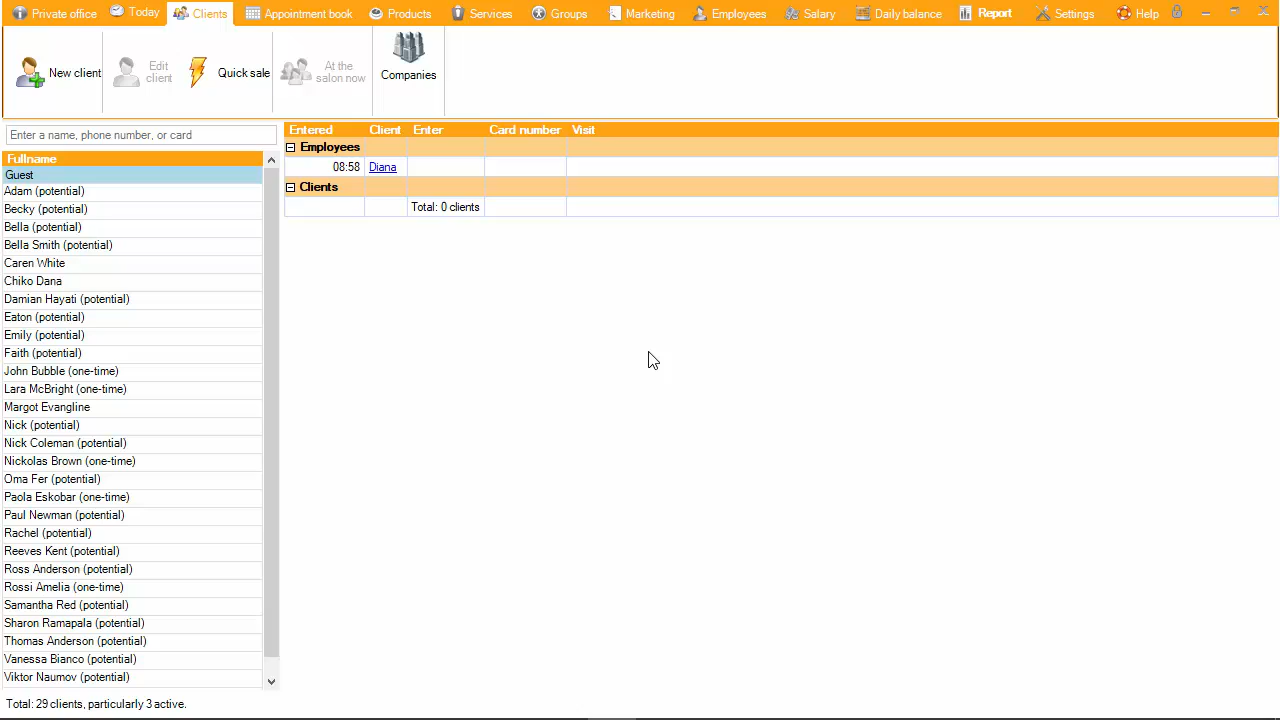 Private office Today Clients Appointment book Products Services Groups Marketing Employees Salary Daily balance Report Settings Help
New client
Edit client
Quick sale
At the salon now
Companies
Enter a name, phone number, or card
Fullname
Guest
Adam (potential)
Becky (potential)
Bella (potential)
Bella Smith (potential)
Caren White
Chiko Dana
Damian Hayati (potential)
Eaton (potential)
Emily (potential)
Faith (potential)
John Bubble (one-time)
Lara McBright (one-time)
Margot Evangline
Nick (potential)
Nick Coleman (potential)
Nickolas Brown (one-time)
Oma Fer (potential)
Paola Eskobar (one-time)
Paul Newman (potential)
Rachel (potential)
Reeves Kent (potential)
Ross Anderson (potential)
Rossi Amelia (one-time)
Samantha Red (potential)
Sharon Ramapala (potential)
Thomas Anderson (potential)
Vanessa Bianco (potential)
Viktor Naumov (potential)
Total: 29 clients, particularly 3 active.
Entered Client Enter Card number Visit
Employees
08:58 Diana
Clients
Total: 0 clients